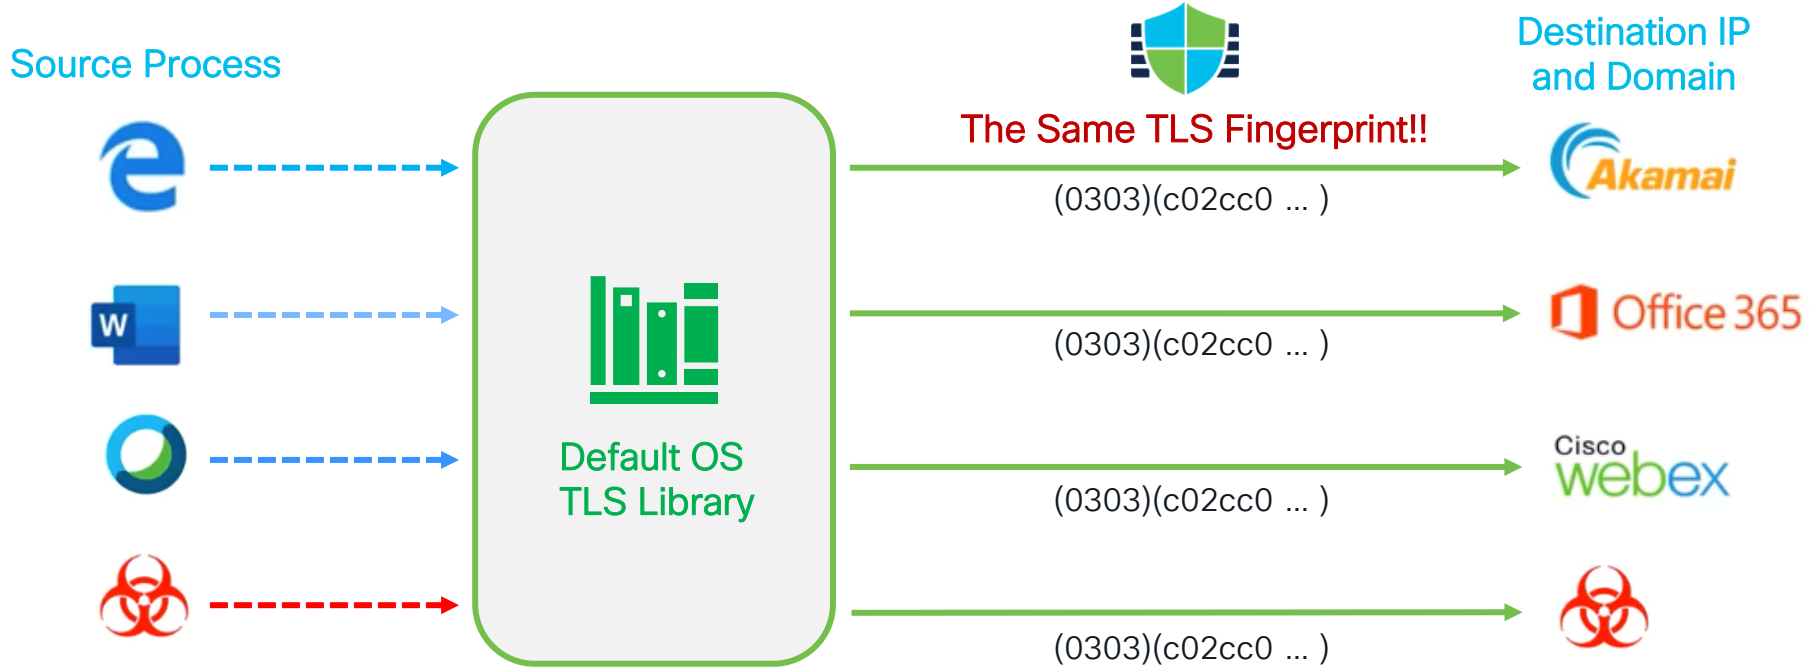 Source Process
Destination IP
and Domain
The Same TLS Fingerprint!!
Akamai
(0303)(c02cc0 ... )
W
Office 365
(0303)(c02cc0 ... )
Default OS
TLS Library
Cisco
webex
(0303)(c02cc0 ... )
(0303)(c02cc0 ... )